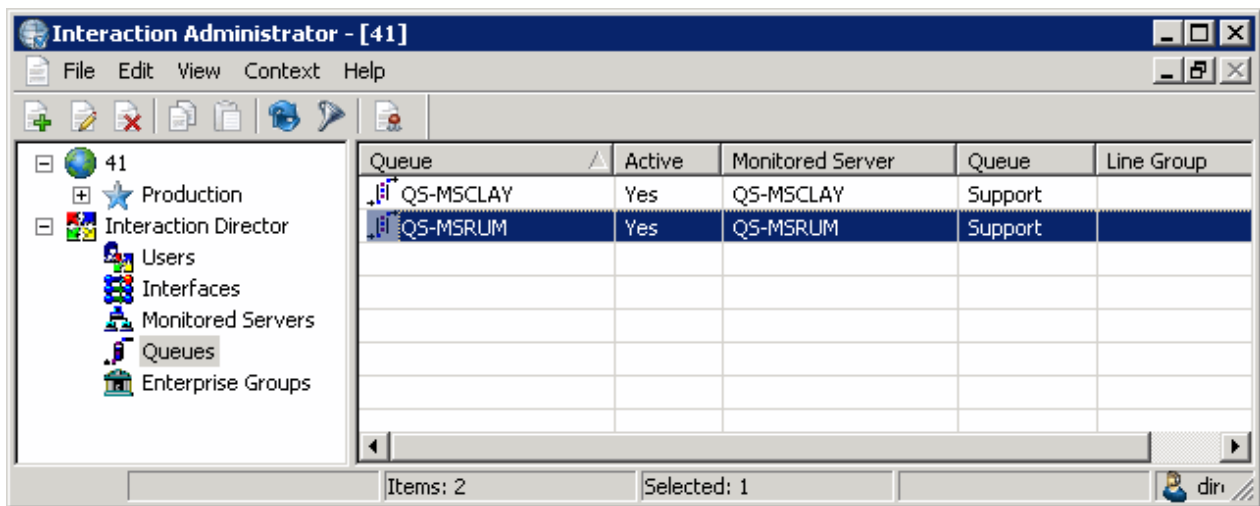 Interaction Administrator - [41]
File Edit View Context Help
41
Production
Interaction Director
Users
Interfaces
Monitored Servers
Queues
Enterprise Groups
Queue Active Monitored Server Queue Line Group
QS-MSCLAY Yes QS-MSCLAY Support
QS-MSRUM Yes QS-MSRUM Support
Items: 2 Selected: 1